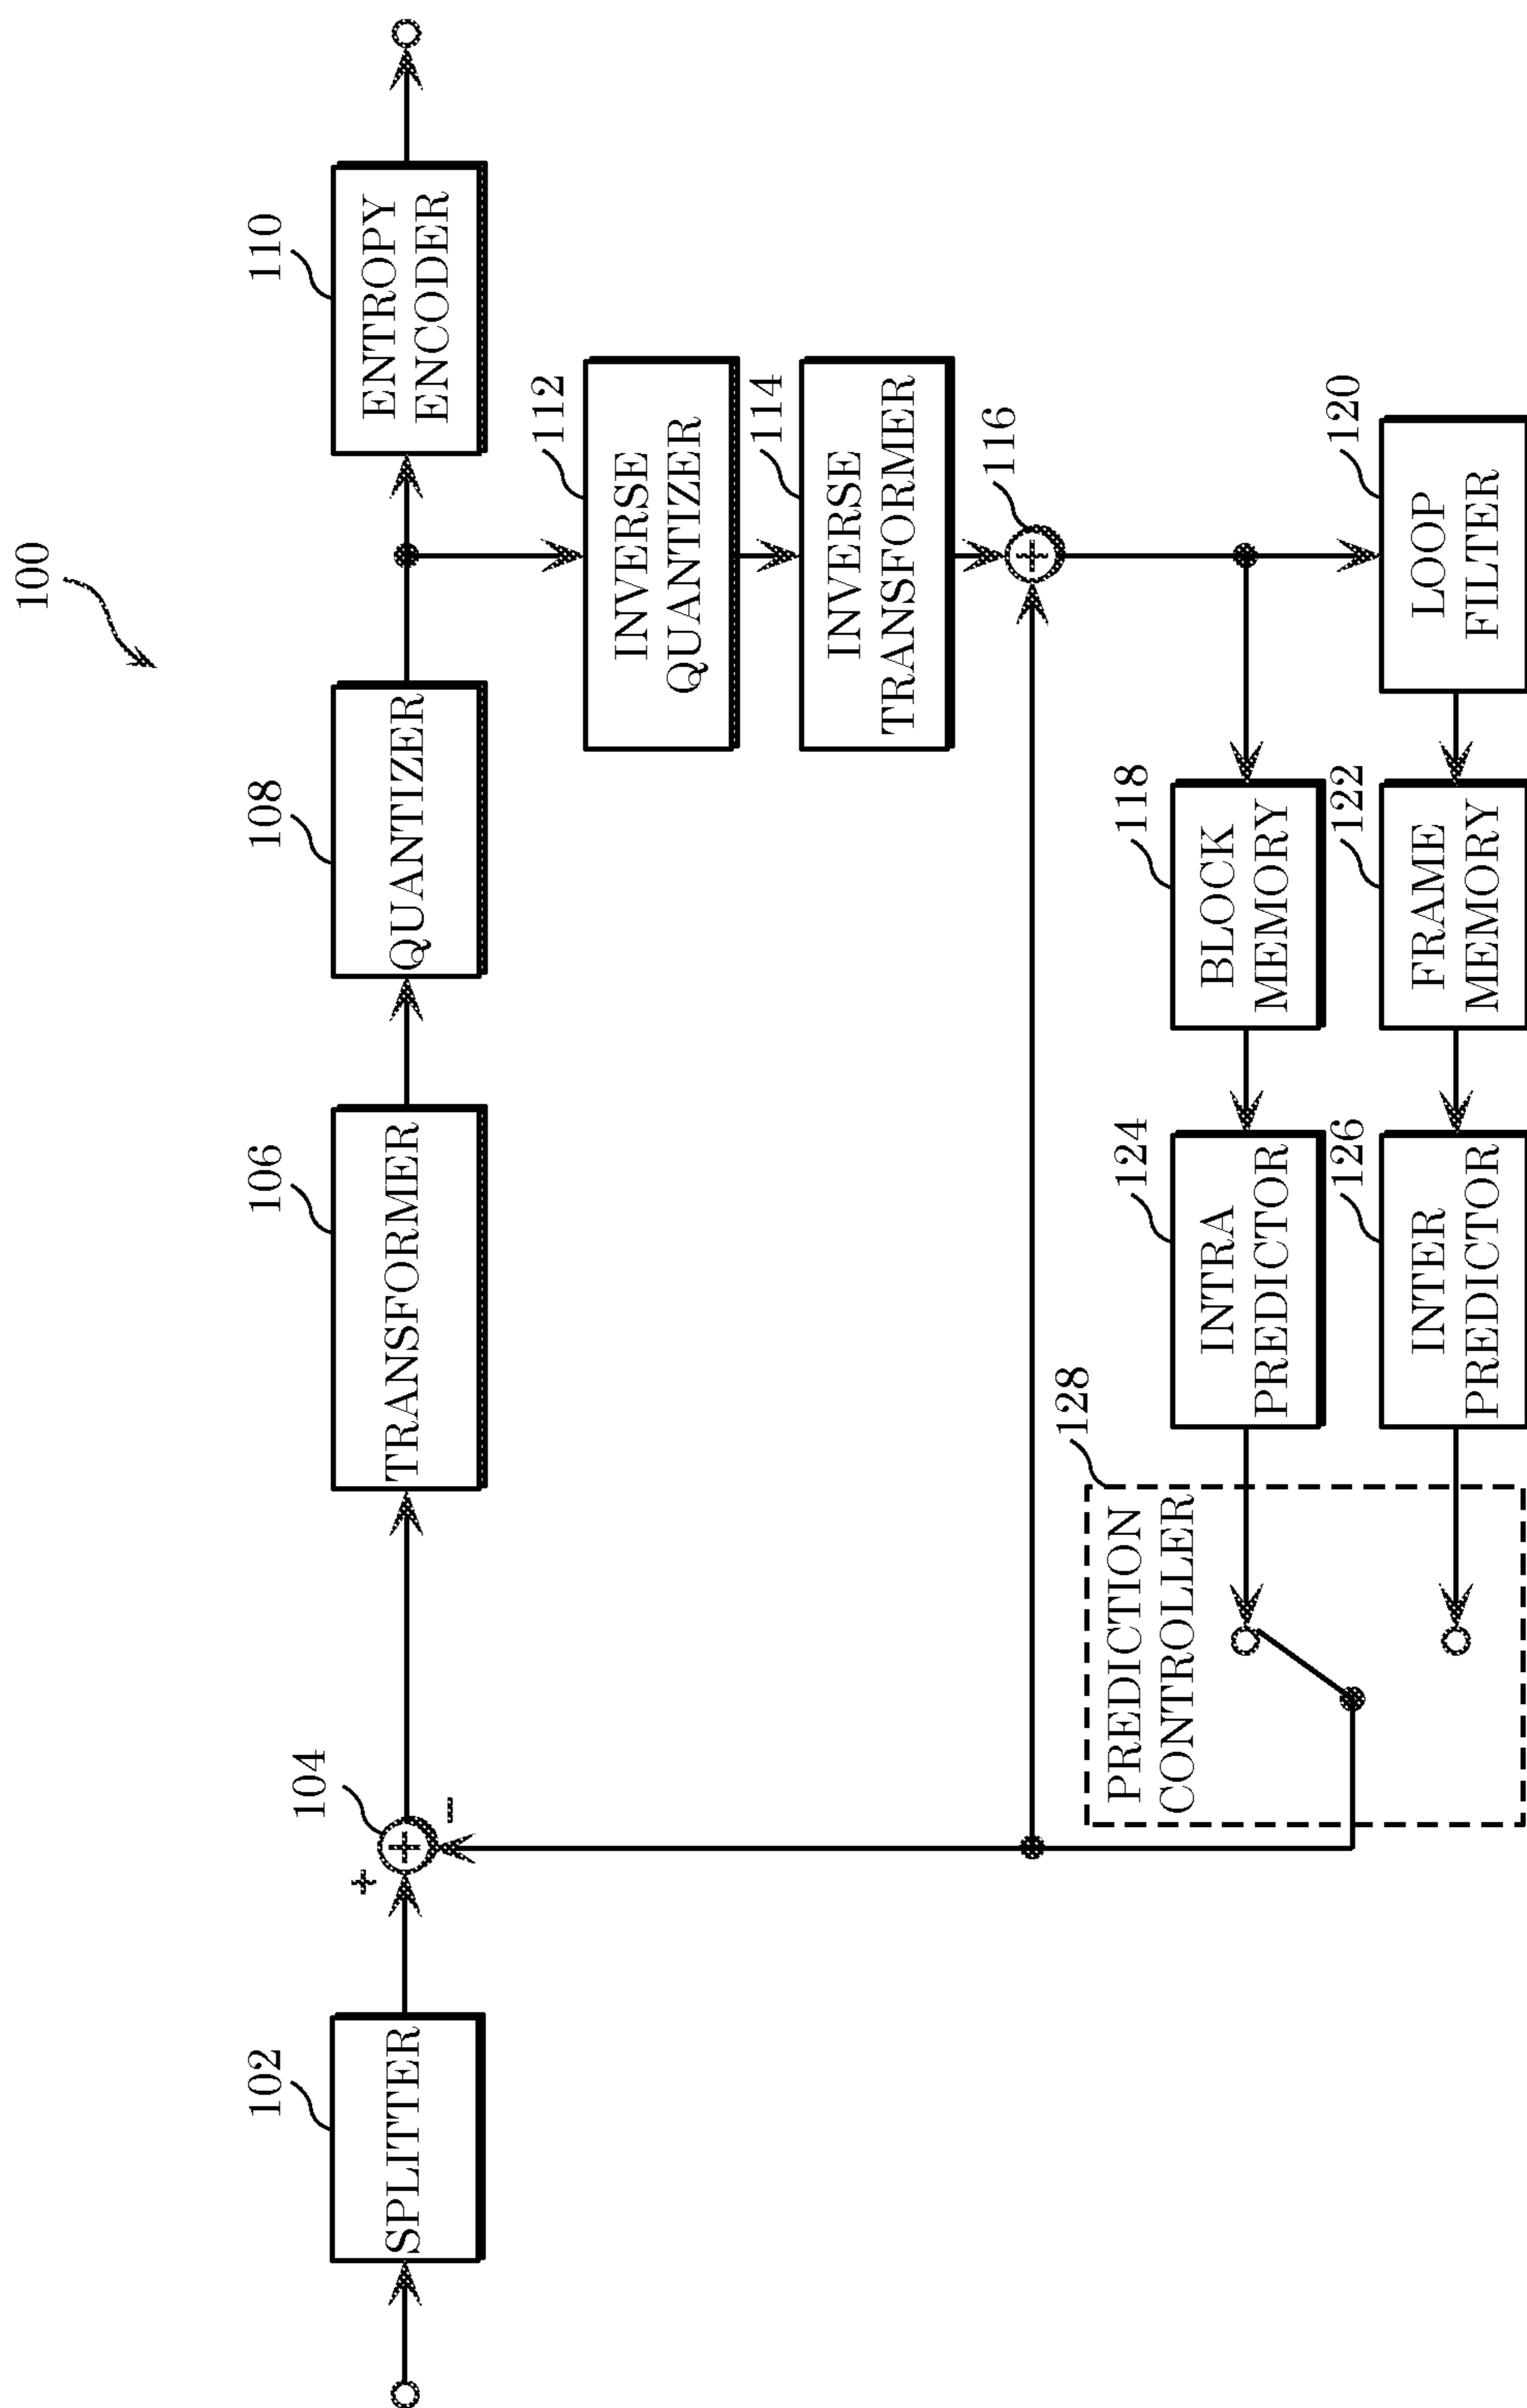 100
102
SPLITTER
104
+
+
-
106
TRANSFORMER
108
QUANTIZER
110
ENTROPY
ENCODER
112
INVERSE
QUANTIZER
114
INVERSE
TRANSFORMER
116
+
128
PREDICTION
CONTROLLER
124
INTRA
PREDICTOR
118
BLOCK
MEMORY
126
INTER
PREDICTOR
122
FRAME
MEMORY
120
LOOP
FILTER